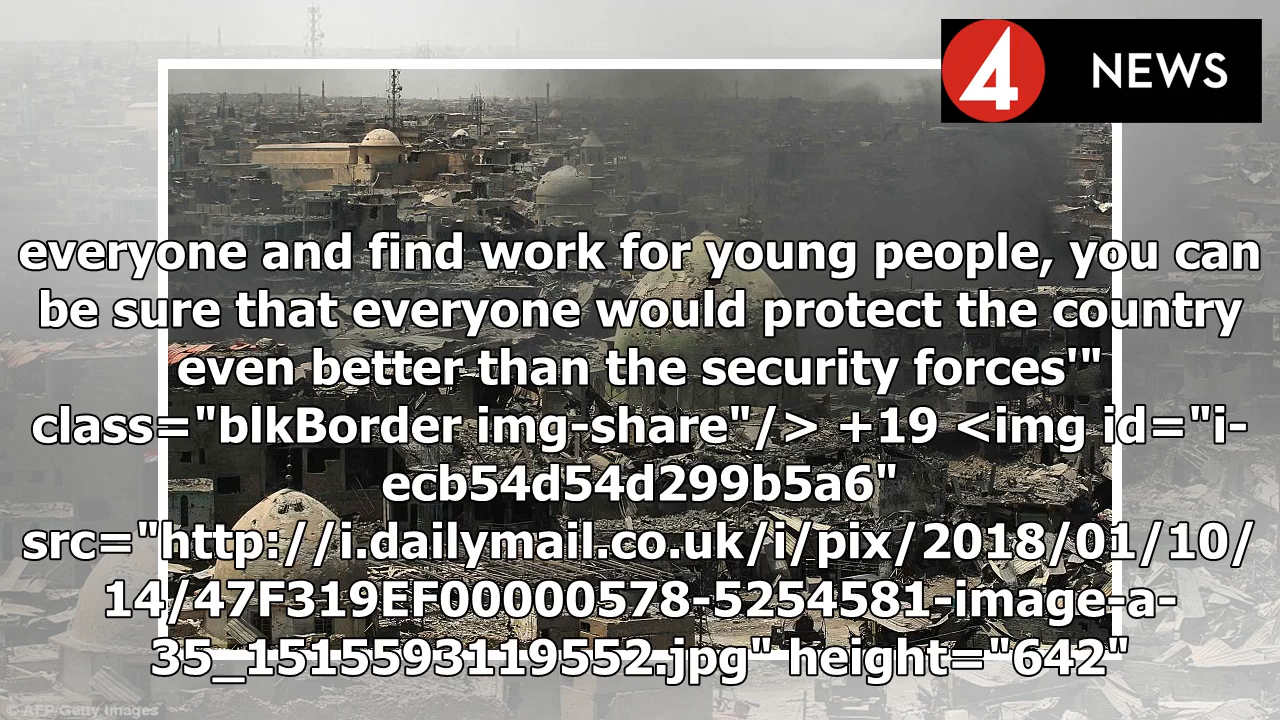 4 NEWS
everyone and find work for young people, you can
be sure that everyone would protect the country
even better than the security forces'"
class="blkBorder img-share"/> +19 <img id="i-
ecb54d54d299b5a6"
src="http://i.dailymail.co.uk/i/pix/2018/01/10/
14/47F319EF00000578-5254581-image-a-
35_1515593119552.jpg" height="642"
© AFP/Getty Images